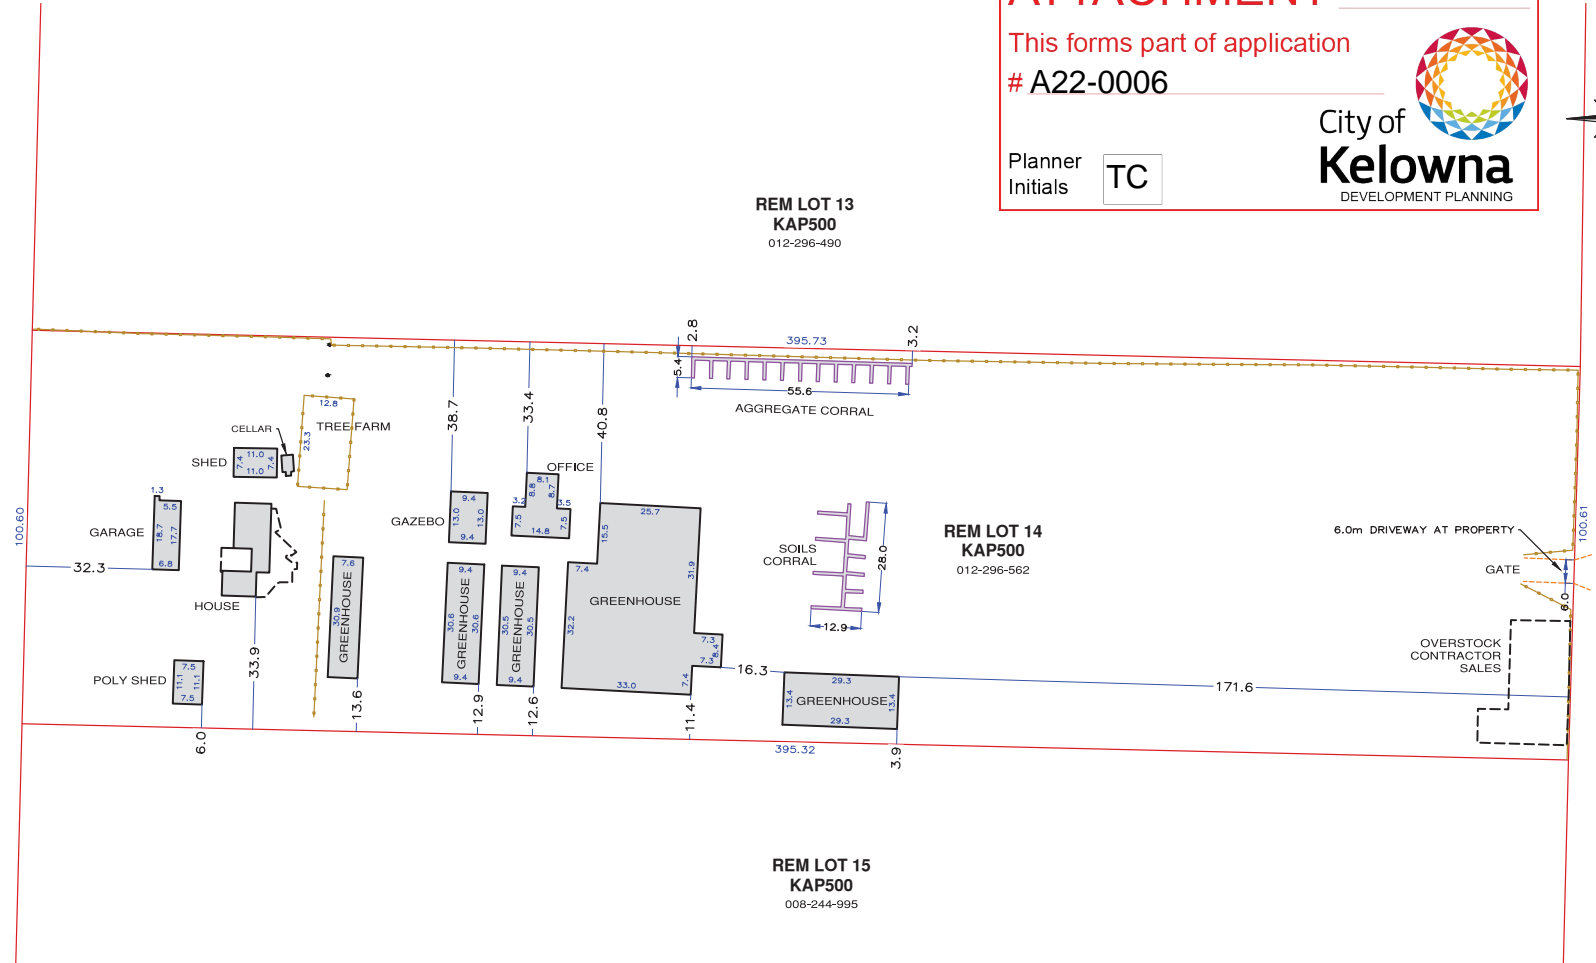 ATTACHMENT
This forms part of application
# A22-0006
City of
Kelowna
DEVELOPMENT PLANNING
Planner
Initials
TC
REM LOT 13
KAP500
012-296-490
395.73
2.8
3.2
5.4
55.6
AGGREGATE CORRAL
12.8
23.3
TREE FARM
CELLAR
SHED
11.0
7.4
7.4
11.0
38.7
33.4
40.8
OFFICE
8.1
8.8
8.7
3.2
3.5
7.5
7.5
14.8
GAZEBO
9.4
13.0
13.0
9.4
1.3
5.5
GARAGE
18.7
17.7
6.8
100.60
32.3
HOUSE
33.9
7.6
30.9
GREENHOUSE
13.6
9.4
30.6
GREENHOUSE
30.6
9.4
12.9
9.4
30.5
GREENHOUSE
30.5
9.4
12.6
25.7
15.5
7.4
31.9
GREENHOUSE
32.2
7.3
8.4
7.3
7.4
33.0
11.4
16.3
SOILS
CORRAL
28.0
12.9
REM LOT 14
KAP500
012-296-562
6.0m DRIVEWAY AT PROPERTY
GATE
6.0
100.61
OVERSTOCK
CONTRACTOR
SALES
171.6
POLY SHED
7.5
11.1
11.1
7.5
6.0
29.3
13.4
GREENHOUSE
13.4
29.3
3.9
395.32
REM LOT 15
KAP500
008-244-995